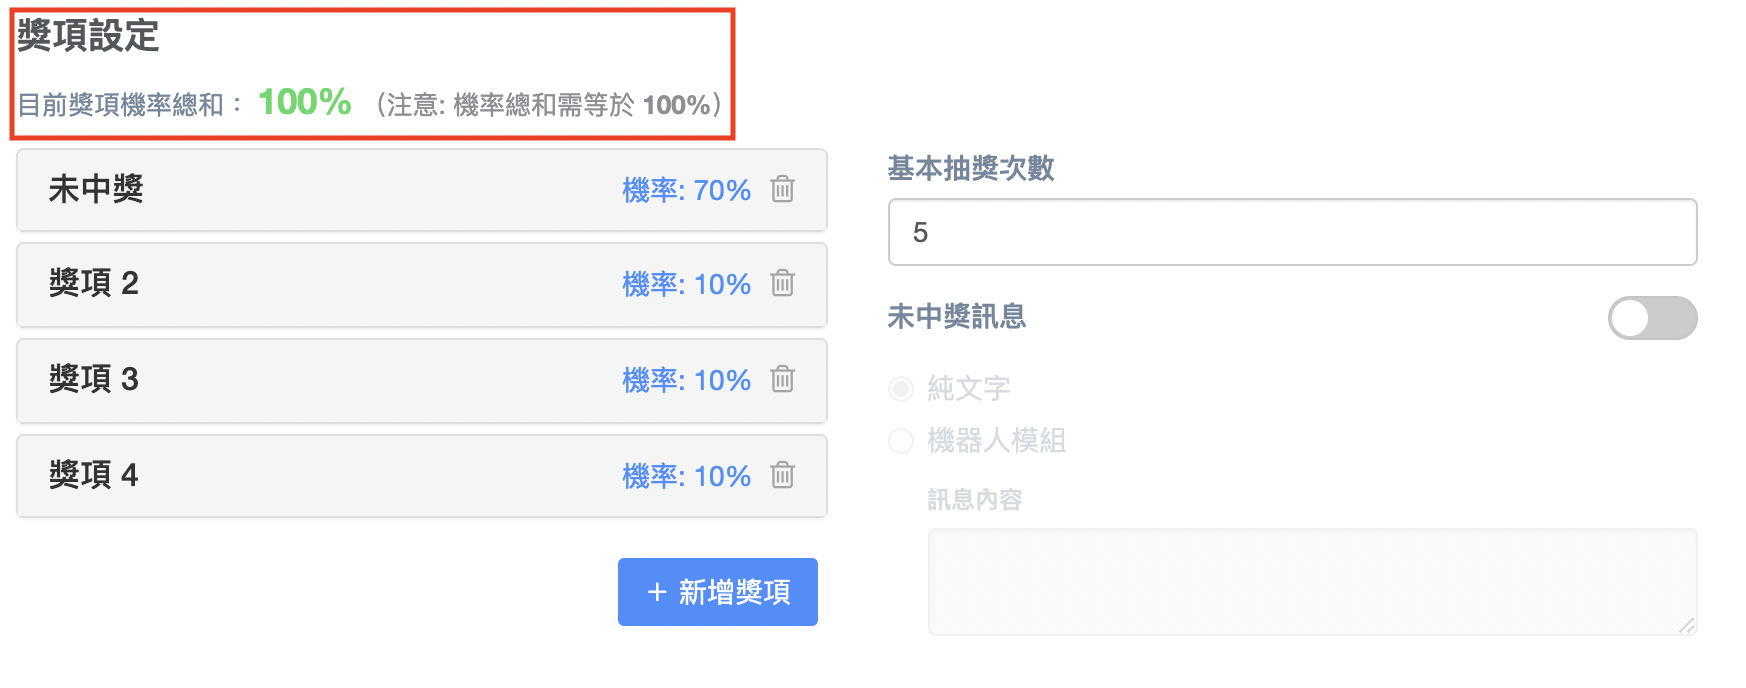 獎項設定
目前獎項機率總和： 100% （注意: 機率總和需等於 100%）
未中獎 機率: 70%
獎項 2 機率: 10%
獎項 3 機率: 10%
獎項 4 機率: 10%
+ 新增獎項
基本抽獎次數
5
未中獎訊息
純文字
機器人模組
訊息內容